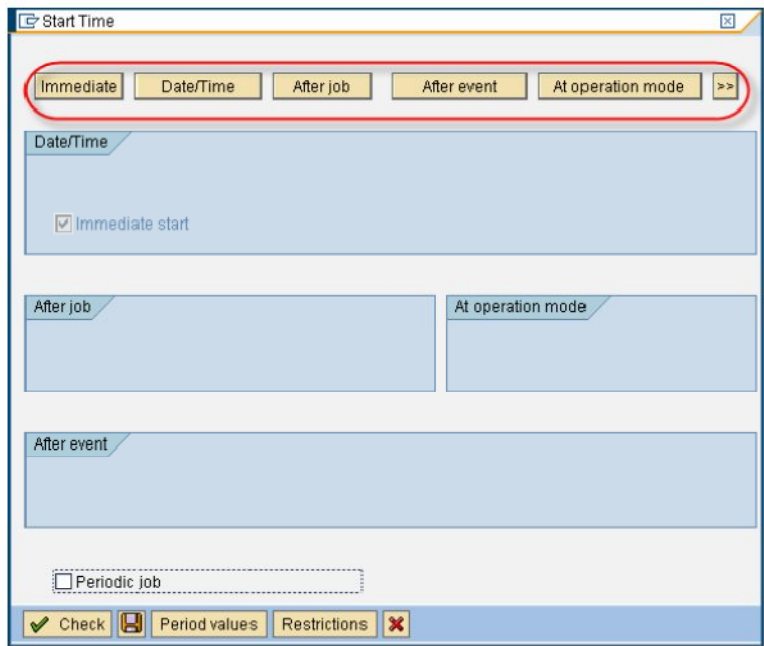 Start Time
Immediate Date/Time After job After event At operation mode >>
Date/Time
Immediate start
After job At operation mode
After event
Periodic job
Check Period values Restrictions